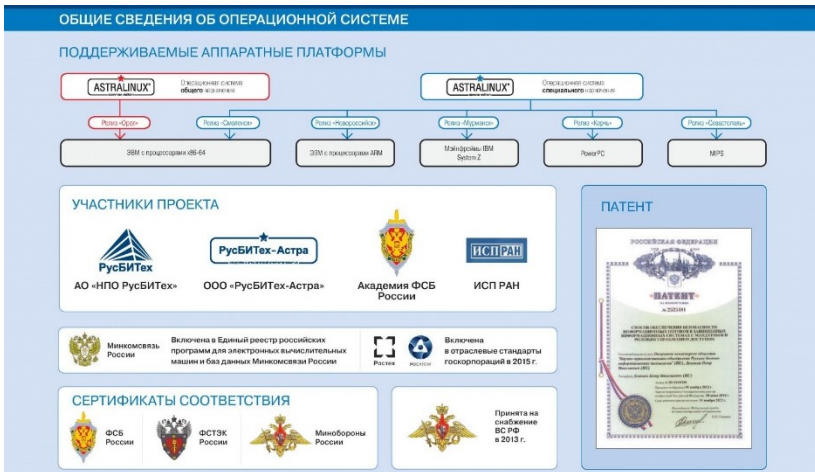 ОБЩИЕ СВЕДЕНИЯ ОБ ОПЕРАЦИОННОЙ СИСТЕМЕ
ПОДДЕРЖИВАЕМЫЕ АППАРАТНЫЕ ПЛАТФОРМЫ
ASTRALINUX
Операционная система
общего назначения
ASTRALINUX
Операционная система
специального назначения
Релиз «Орел»
Релиз «Смоленск»
Релиз «Новороссийск»
Релиз «Мурманск»
Релиз «Керчь»
Релиз «Севастополь»
ЭВМ с процессорами x86-64
ЭВМ с процессорами ARM
Мэйнфреймы IBM
System Z
PowerPC
MIPS
УЧАСТНИКИ ПРОЕКТА
РусБИТех
АО «НПО РусБИТех»
РусБИТех-Астра
ООО «РусБИТех-Астра»
Академия ФСБ
России
ИСП РАН
ИСП РАН
Минкомсвязь
России
Включена в Единый реестр российских
программ для электронных вычислительных
машин и баз данных Минкомсвязи России
Ростех
РОСАТОМ
Включена
в отраслевые стандарты
госкорпораций в 2015 г.
СЕРТИФИКАТЫ СООТВЕТСТВИЯ
ФСБ
России
ФСТЭК
России
Минобороны
России
Принята на
снабжение
ВС РФ
в 2013 г.
ПАТЕНТ
РОССИЙСКАЯ ФЕДЕРАЦИЯ
ПАТЕНТ